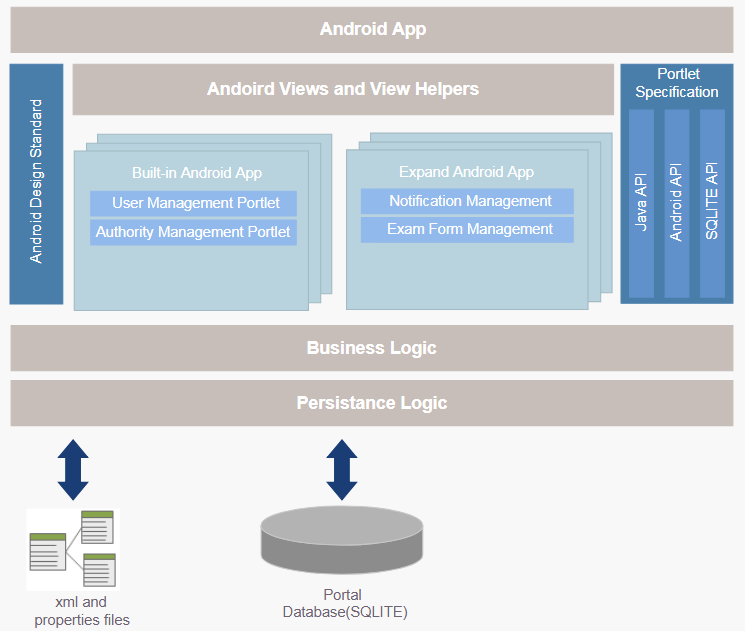 Android App
Android Design Standard
Andoird Views and View Helpers
Portlet
Specification
Built-in Android App
User Management Portlet
Authority Management Portlet
Expand Android App
Notification Management
Exam Form Management
Java API
Android API
SQLITE API
Business Logic
Persistance Logic
xml and
properties files
Portal
Database(SQLITE)